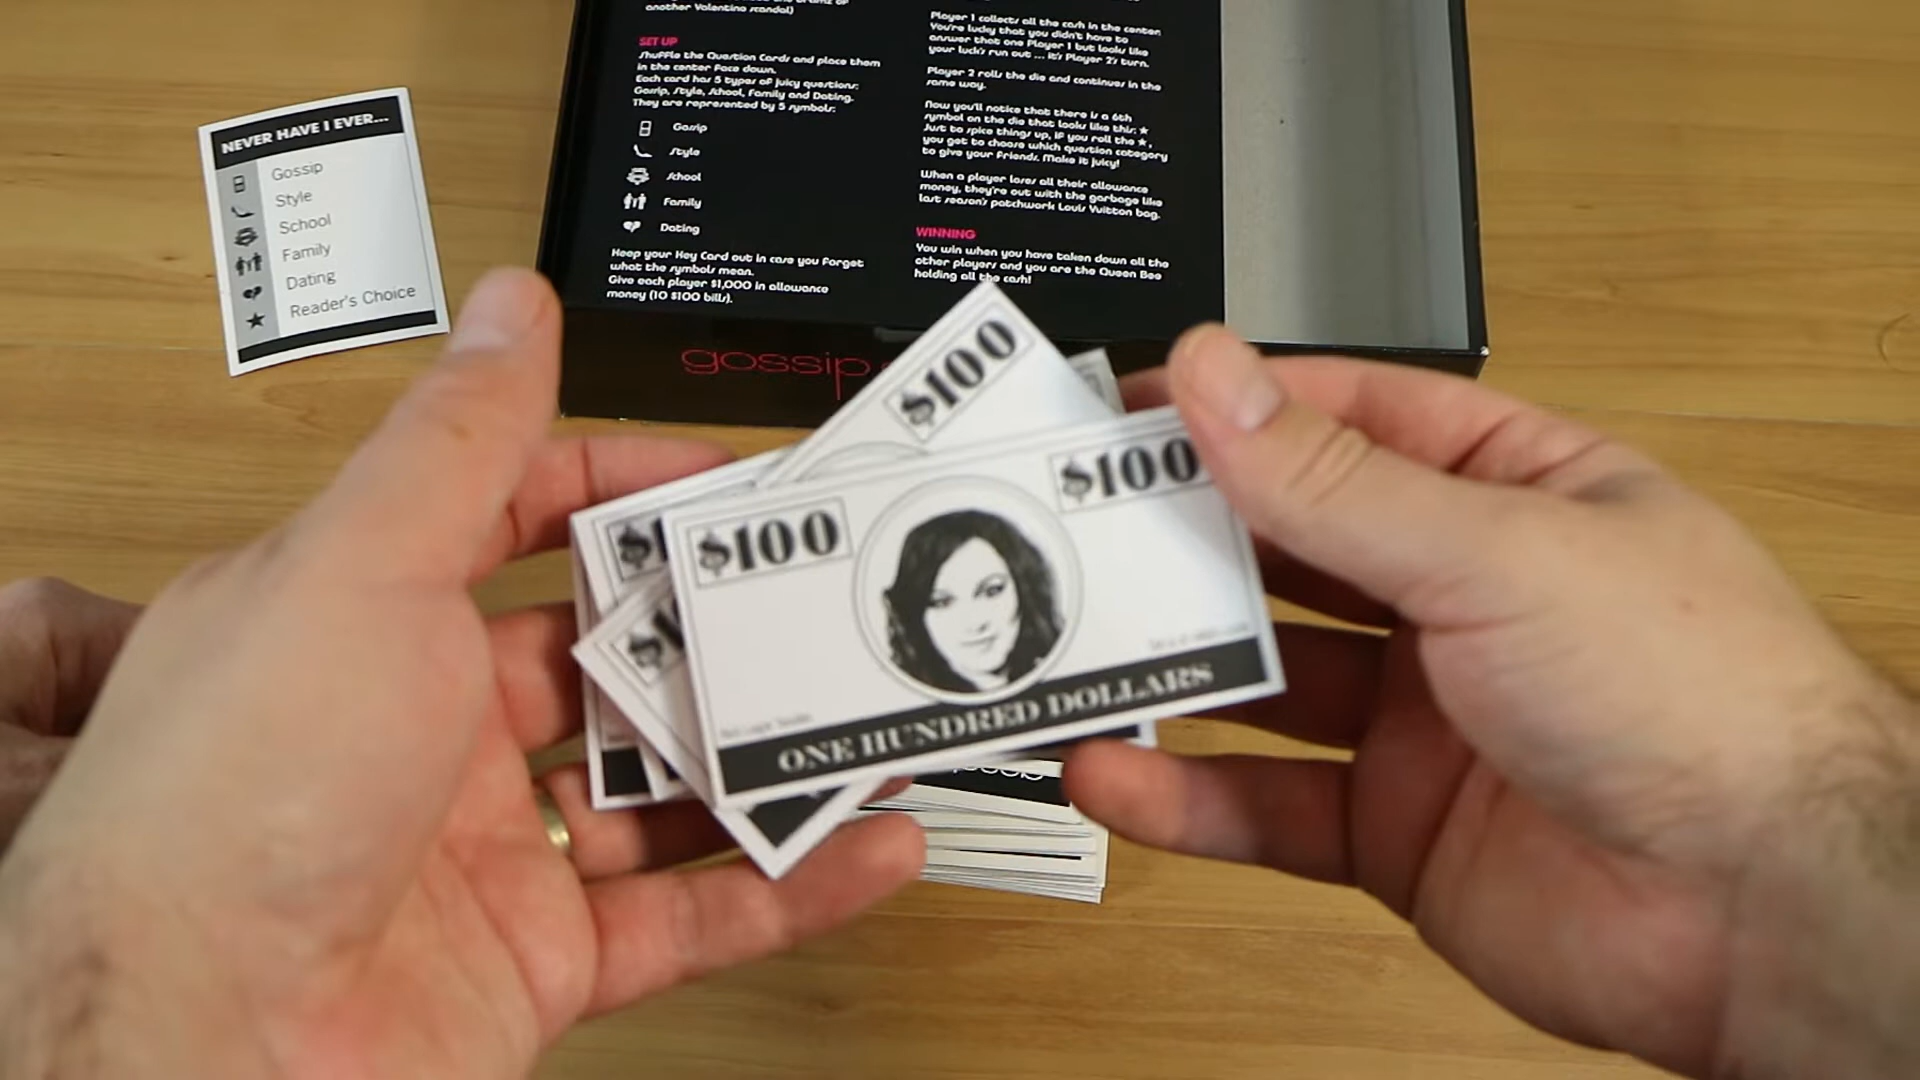 another Valentino scandal)
SET UP
Shuffle the Question Cards and place them
in the center face down.
Each card has 5 types of juicy questions:
Gossip, Style, School, Family and Dating.
They are represented by 5 symbols:
Gossip
Style
School
Family
Dating
Keep your Key Card out in case you forget
what the symbols mean.
Give each player $1,000 in allowance
money (10 $100 bills).
Player 1 collects all the cash in the center.
You're lucky that you didn't have to
answer that one Player 1 but looks like
your luck's run out ... it's Player 2's turn.
Player 2 rolls the die and continues in the
same way.
Now you'll notice that there is a 6th
symbol on the die that looks like this: ★
Just to spice things up, if you roll the ★,
you get to choose which question category
to give your friends. Make it juicy!
When a player loses all their allowance
money, they're out with the garbage like
last season's patchwork Louis Vuitton bag.
WINNING
You win when you have taken down all the
other players and you are the Queen Bee
holding all the cash!
gossip
NEVER HAVE I EVER...
Gossip
Style
School
Family
Dating
Reader's Choice
$100
$100
$100
ONE HUNDRED DOLLARS